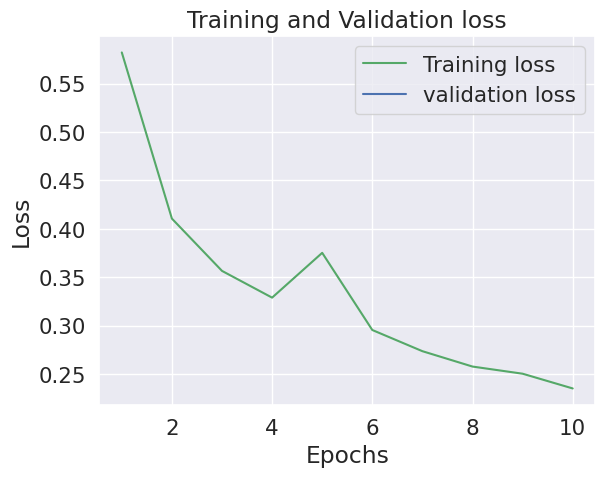 Training and Validation loss
Training loss
validation loss
Loss
0.55
0.50
0.45
0.40
0.35
0.30
0.25
2 4 6 8 10
Epochs